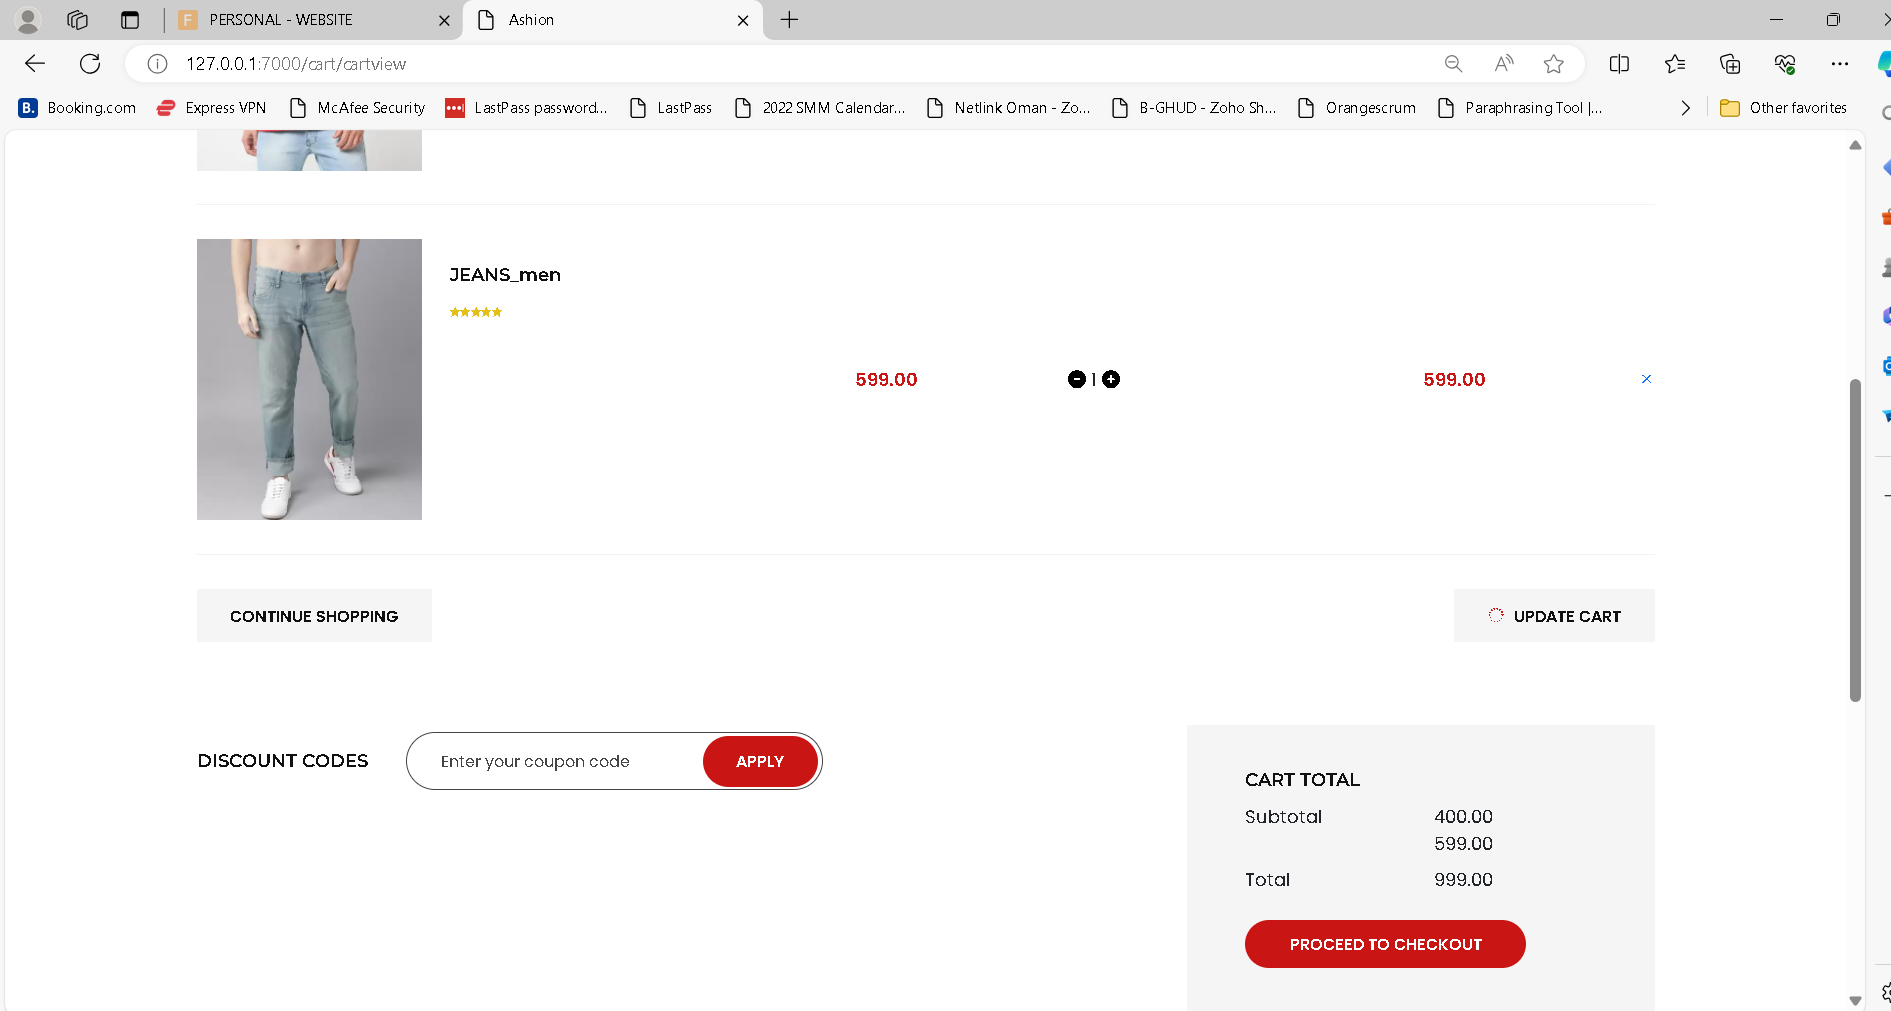 F PERSONAL - WEBSITE
Ashion
127.0.0.1:7000/cart/cartview
B. Booking.com
Express VPN
McAfee Security
LastPass password...
LastPass
2022 SMM Calendar...
Netlink Oman - Zo...
B-GHUD - Zoho Sh...
Orangescrum
Paraphrasing Tool |...
Other favorites
JEANS_men
599.00
1
599.00
CONTINUE SHOPPING
UPDATE CART
DISCOUNT CODES
Enter your coupon code
APPLY
CART TOTAL
Subtotal 400.00
599.00
Total 999.00
PROCEED TO CHECKOUT